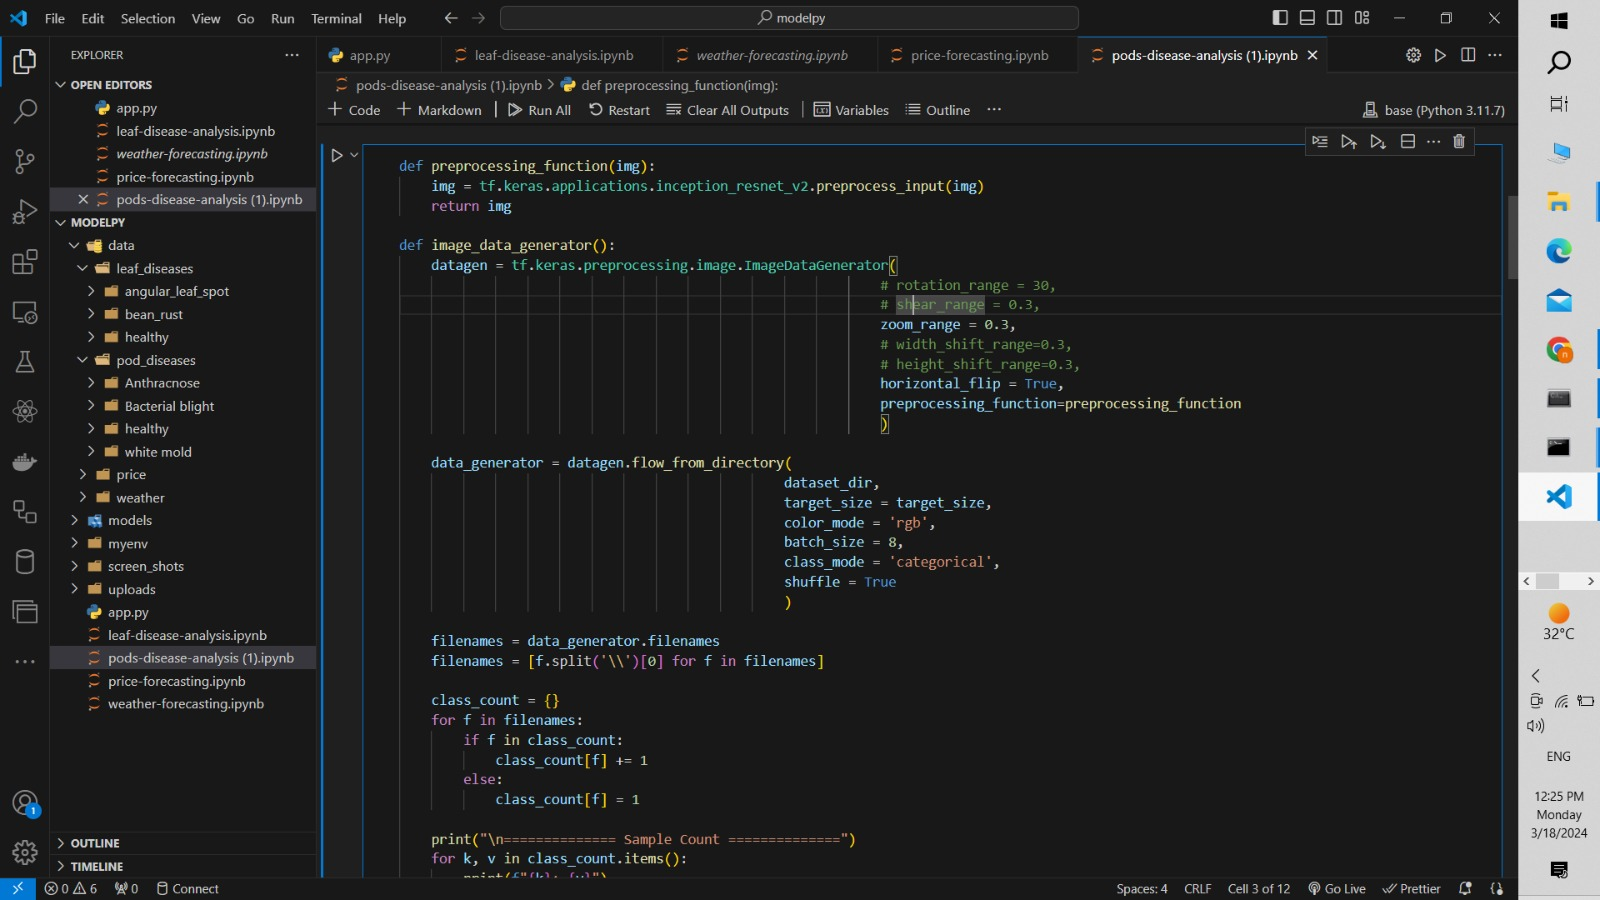 File Edit Selection View Go Run Terminal Help
modelpy
EXPLORER
OPEN EDITORS
app.py
leaf-disease-analysis.ipynb
weather-forecasting.ipynb
price-forecasting.ipynb
pods-disease-analysis (1).ipynb
MODELPY
data
leaf_diseases
angular_leaf_spot
bean_rust
healthy
pod_diseases
Anthracnose
Bacterial blight
healthy
white mold
price
weather
models
myenv
screen_shots
uploads
app.py
leaf-disease-analysis.ipynb
pods-disease-analysis (1).ipynb
price-forecasting.ipynb
weather-forecasting.ipynb
OUTLINE
TIMELINE
app.py leaf-disease-analysis.ipynb weather-forecasting.ipynb price-forecasting.ipynb pods-disease-analysis (1).ipynb
pods-disease-analysis (1).ipynb > def preprocessing_function(img):
+ Code + Markdown | Run All Restart Clear All Outputs | Variables Outline ... base (Python 3.11.7)
def preprocessing_function(img):
img = tf.keras.applications.inception_resnet_v2.preprocess_input(img)
return img
def image_data_generator():
datagen = tf.keras.preprocessing.image.ImageDataGenerator(
# rotation_range = 30,
# shear_range = 0.3,
zoom_range = 0.3,
# width_shift_range=0.3,
# height_shift_range=0.3,
horizontal_flip = True,
preprocessing_function=preprocessing_function
)
data_generator = datagen.flow_from_directory(
dataset_dir,
target_size = target_size,
color_mode = 'rgb',
batch_size = 8,
class_mode = 'categorical',
shuffle = True
)
filenames = data_generator.filenames
filenames = [f.split('\\')[0] for f in filenames]
class_count = {}
for f in filenames:
if f in class_count:
class_count[f] += 1
else:
class_count[f] = 1
print("\n============== Sample Count ==============")
for k, v in class_count.items():
print(f"{k}: {v}")
0 6 0 Connect
Spaces: 4 CRLF Cell 3 of 12 Go Live Prettier
1
32°C
ENG
12:25 PM
Monday
3/18/2024